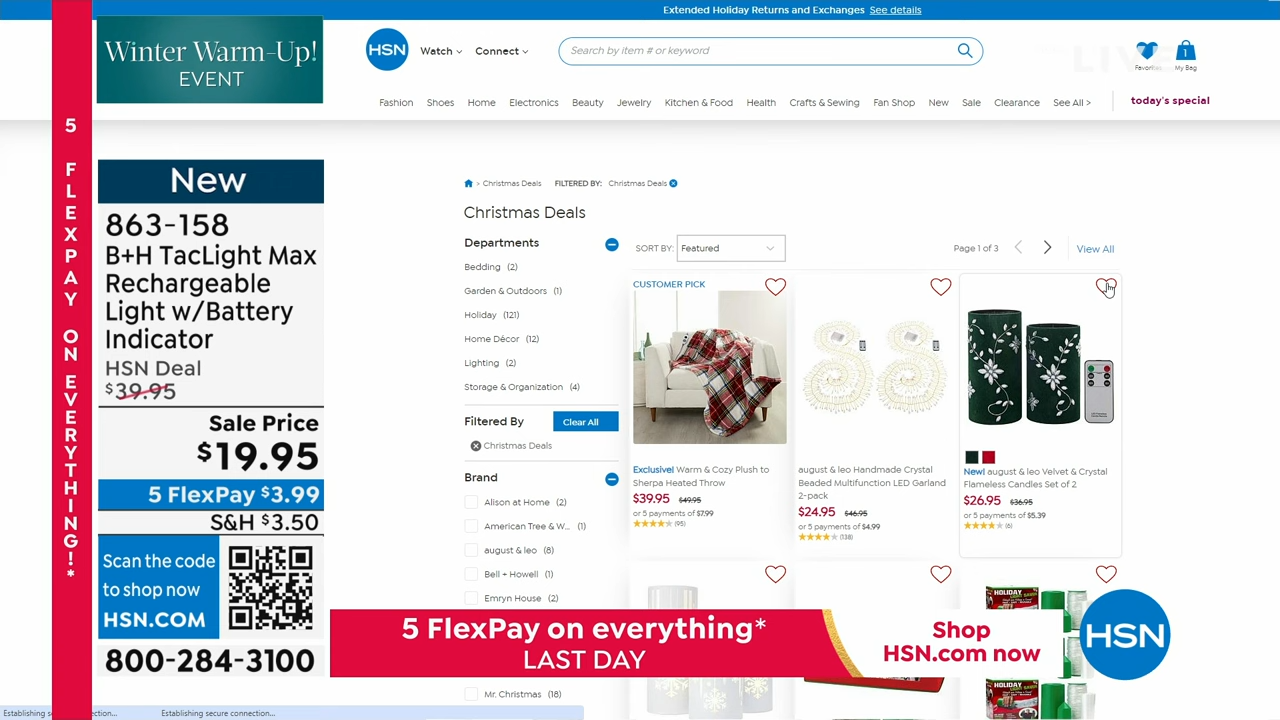 Extended Holiday Returns and Exchanges See details
Winter Warm-Up!
EVENT
HSN
Watch
Connect
Search by item # or keyword
LIVE
Favorites
1
My Bag
Fashion Shoes Home Electronics Beauty Jewelry Kitchen & Food Health Crafts & Sewing Fan Shop New Sale Clearance See All > today's special
5 FLEXPAY ON EVERYTHING!*
New
863-158
B+H TacLight Max
Rechargeable
Light w/Battery
Indicator
HSN Deal
$39.95
Sale Price
$19.95
5 FlexPay $3.99
S&H $3.50
Scan the code
to shop now
HSN.COM
800-284-3100
> Christmas Deals FILTERED BY: Christmas Deals
Christmas Deals
Departments
Bedding (2)
Garden & Outdoors (1)
Holiday (121)
Home Décor (12)
Lighting (2)
Storage & Organization (4)
Filtered By
Clear All
Christmas Deals
Brand
Alison at Home (2)
American Tree & W... (1)
august & leo (8)
Bell + Howell (1)
Emryn House (2)
Mr. Christmas (18)
SORT BY: Featured
Page 1 of 3
View All
CUSTOMER PICK
Exclusive! Warm & Cozy Plush to
Sherpa Heated Throw
$39.95 $49.95
or 5 payments of $7.99
(95)
august & leo Handmade Crystal
Beaded Multifunction LED Garland
2-pack
$24.95 $46.95
or 5 payments of $4.99
(138)
New! august & leo Velvet & Crystal
Flameless Candles Set of 2
$26.95 $36.95
or 5 payments of $5.39
(6)
HOLIDAY
HOLIDAY
5 FlexPay on everything*
LAST DAY
Shop
HSN.com now
HSN
Establishing secure connection...